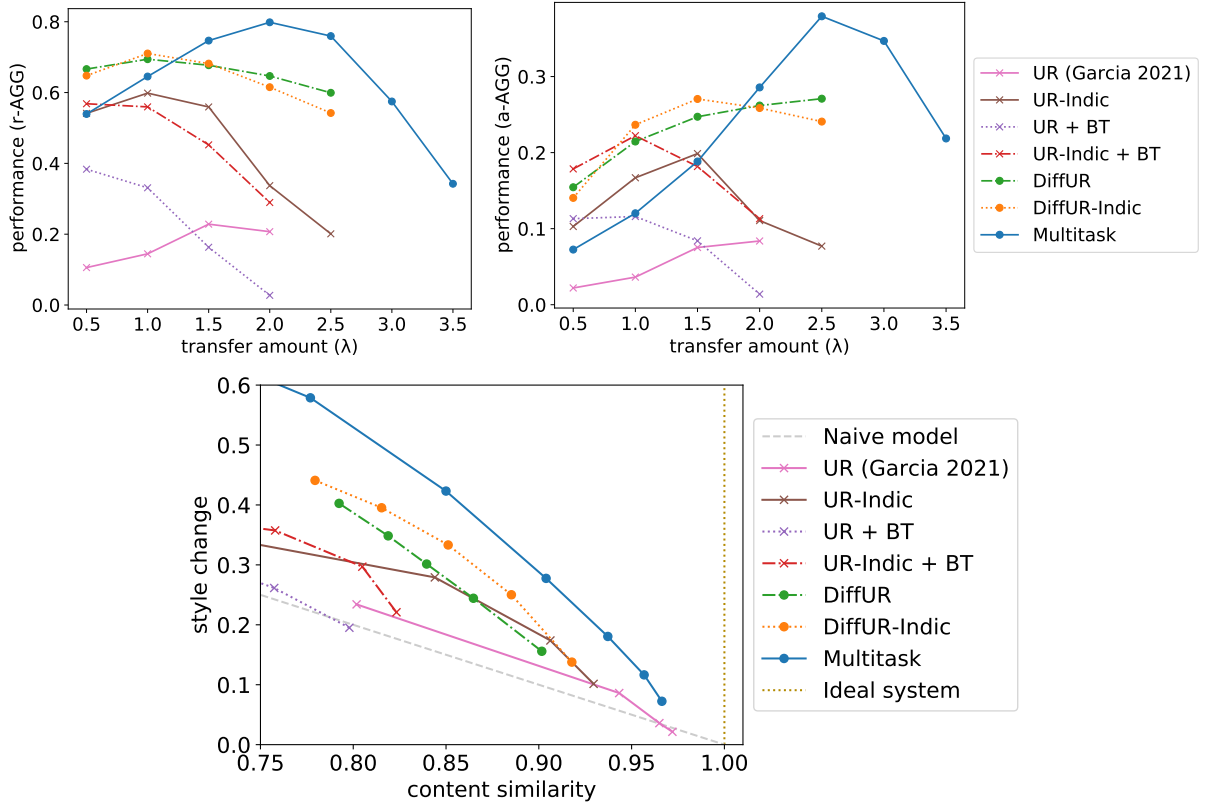 performance (r-AGG)
0.8
0.6
0.4
0.2
0.0
0.5 1.0 1.5 2.0 2.5 3.0 3.5
transfer amount (λ)
performance (a-AGG)
0.3
0.2
0.1
0.0
0.5 1.0 1.5 2.0 2.5 3.0 3.5
transfer amount (λ)
UR (Garcia 2021)
UR-Indic
UR + BT
UR-Indic + BT
DiffUR
DiffUR-Indic
Multitask
style change
0.6
0.5
0.4
0.3
0.2
0.1
0.0
0.75 0.80 0.85 0.90 0.95 1.00
content similarity
Naive model
UR (Garcia 2021)
UR-Indic
UR + BT
UR-Indic + BT
DiffUR
DiffUR-Indic
Multitask
Ideal system